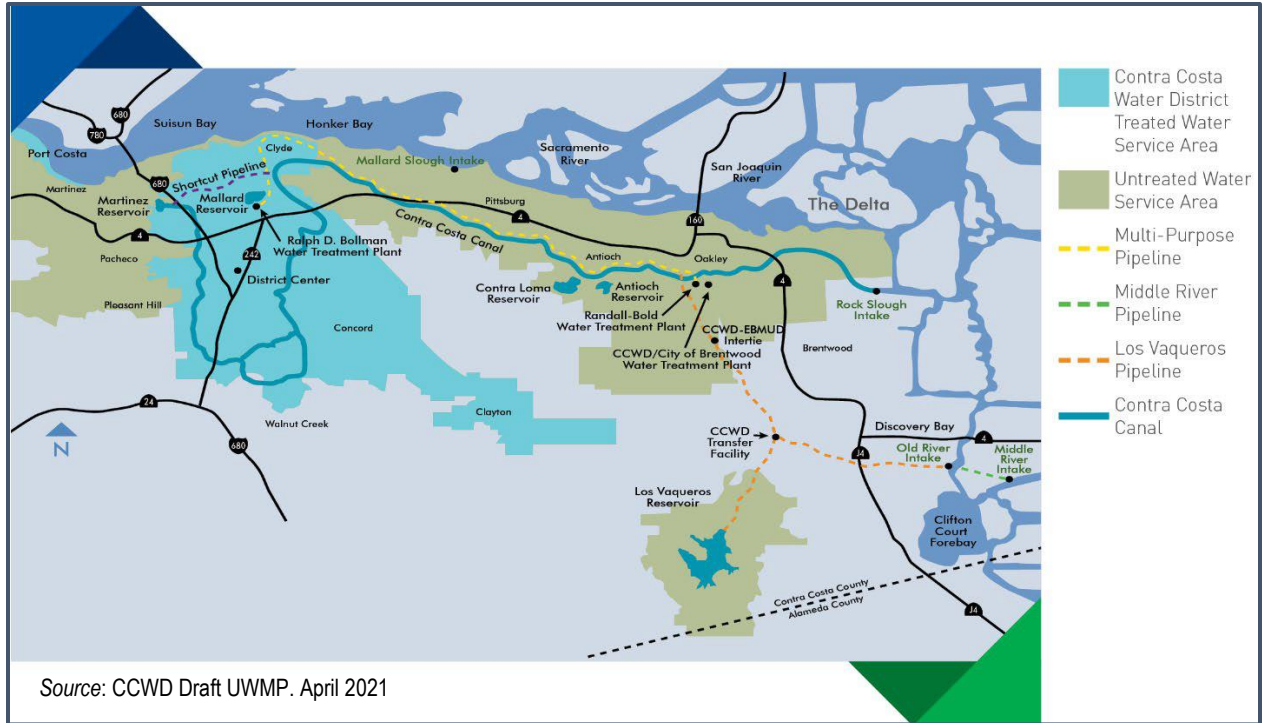 680
780
Suisun Bay
Honker Bay
Port Costa
Clyde
Mallard Slough Intake
Sacramento
River
San Joaquin
River
The Delta
Martinez
680
Shortcut Pipeline
Martinez
Reservoir
Mallard
Reservoir
Pittsburg
4
160
4
Contra Costa Canal
Ralph D. Bollman
Water Treatment Plant
Pacheco
242
District Center
Antioch
Oakley
4
Contra Loma
Reservoir
Antioch
Reservoir
Rock Slough
Intake
Pleasant Hill
Randall-Bold
Water Treatment Plant
Concord
CCWD-EBMUD
Intertie
Brentwood
CCWD/City of Brentwood
Water Treatment Plant
24
N
Walnut Creek
680
Clayton
CCWD
Transfer
Facility
Discovery Bay
4
J4
Old River
Intake
Middle
River
Intake
Los Vaqueros
Reservoir
Clifton
Court
Forebay
Contra Costa County
Alameda County
J4
Contra Costa
Water District
Treated Water
Service Area
Untreated Water
Service Area
Multi-Purpose
Pipeline
Middle River
Pipeline
Los Vaqueros
Pipeline
Contra Costa
Canal
Source: CCWD Draft UWMP. April 2021